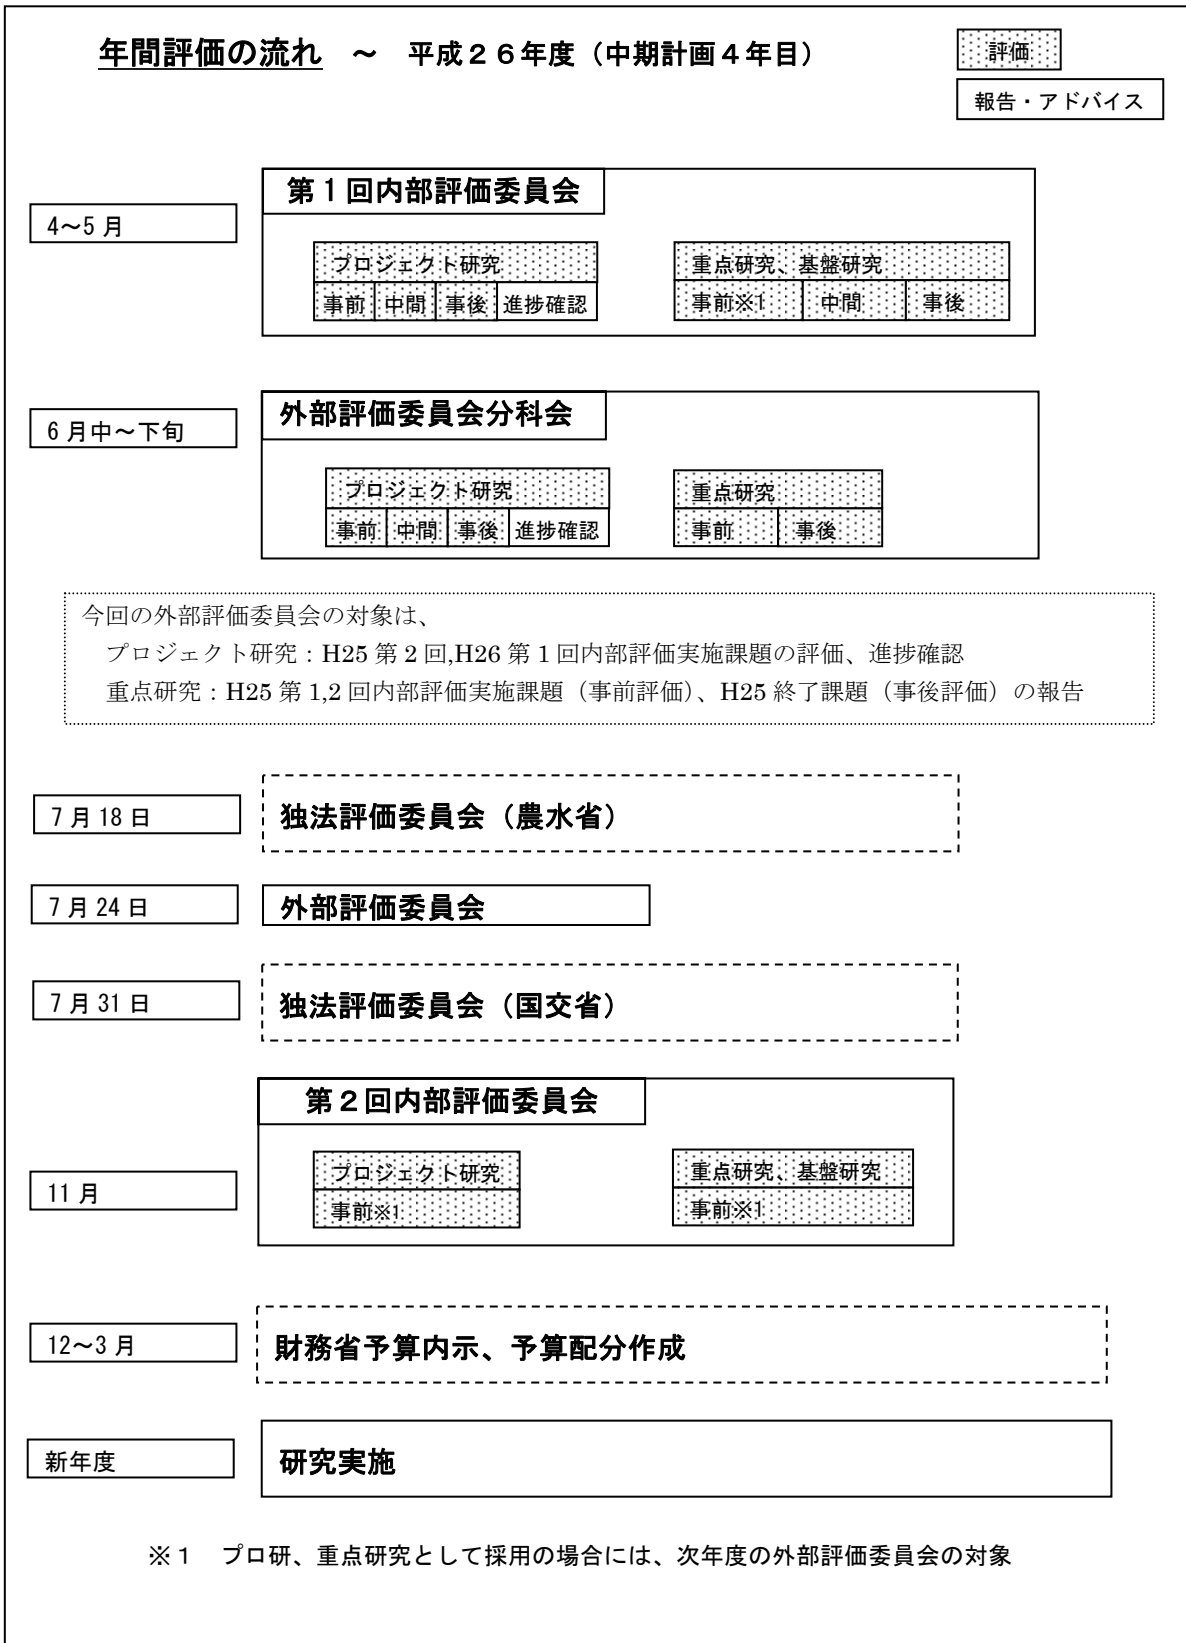 年間評価の流れ ～ 平成２６年度（中期計画４年目）
評価
報告・アドバイス
第１回内部評価委員会
4～5月
プロジェクト研究
重点研究、基盤研究
事前 中間 事後 進捗確認
事前※1 中間 事後
外部評価委員会分科会
6月中～下旬
プロジェクト研究
重点研究
事前 中間 事後 進捗確認
事前 事後
今回の外部評価委員会の対象は、
プロジェクト研究：H25 第 2 回,H26 第 1 回内部評価実施課題の評価、進捗確認
重点研究：H25 第 1,2 回内部評価実施課題（事前評価）、H25 終了課題（事後評価）の報告
7月18日
独法評価委員会（農水省）
7月24日
外部評価委員会
7月31日
独法評価委員会（国交省）
第２回内部評価委員会
11月
プロジェクト研究
重点研究、基盤研究
事前※1
事前※1
12～3月
財務省予算内示、予算配分作成
新年度
研究実施
※１ プロ研、重点研究として採用の場合には、次年度の外部評価委員会の対象